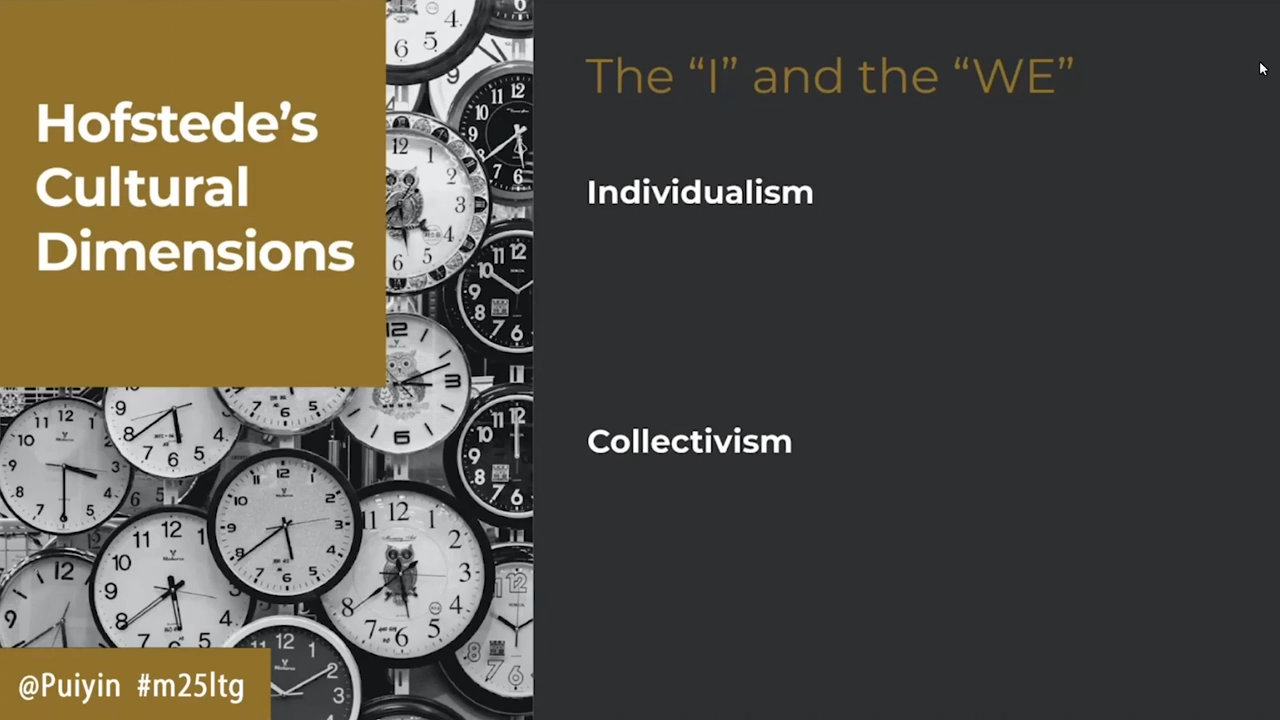 Hofstede’s
Cultural
Dimensions
The “I” and the “WE”
Individualism
Collectivism
@Puiyin #m25ltg